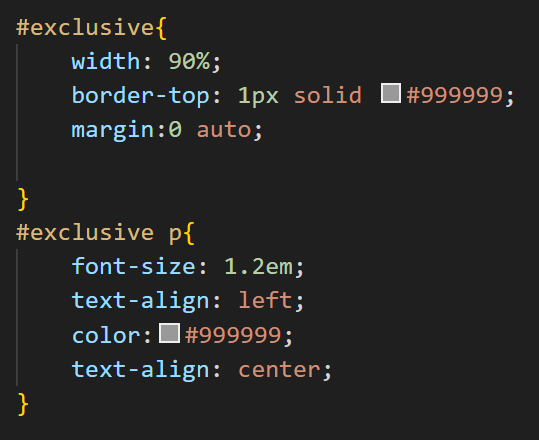 #exclusive{
    width: 90%;
    border-top: 1px solid #999999;
    margin:0 auto;

}
#exclusive p{
    font-size: 1.2em;
    text-align: left;
    color:#999999;
    text-align: center;
}